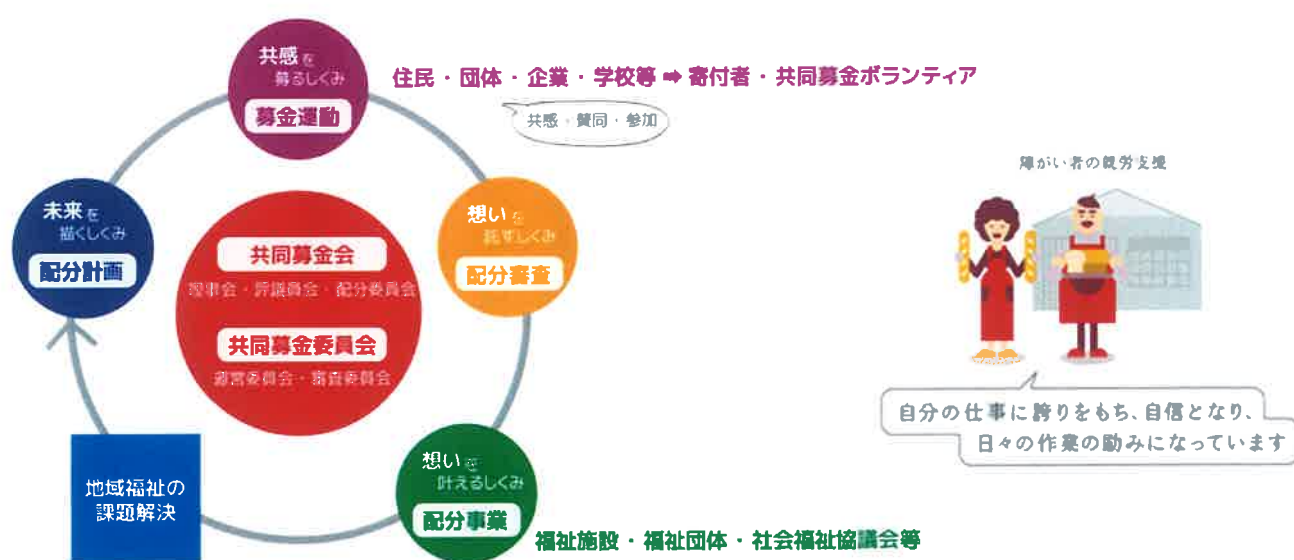 共感を
募るしくみ
募金運動
住民・団体・企業・学校等➡寄付者・共同募金ボランティア
共感・賛同・参加
未来を
描くしくみ
配分計画
想いを
託すしくみ
配分審査
共同募金会
理事会・評議員会・配分委員会
共同募金委員会
運営委員会・審査委員会
地域福祉の
課題解決
想いを
叶えるしくみ
配分事業
福祉施設・福祉団体・社会福祉協議会等
障がい者の就労支援
自分の仕事に誇りをもち、自信となり、
日々の作業の励みになっています